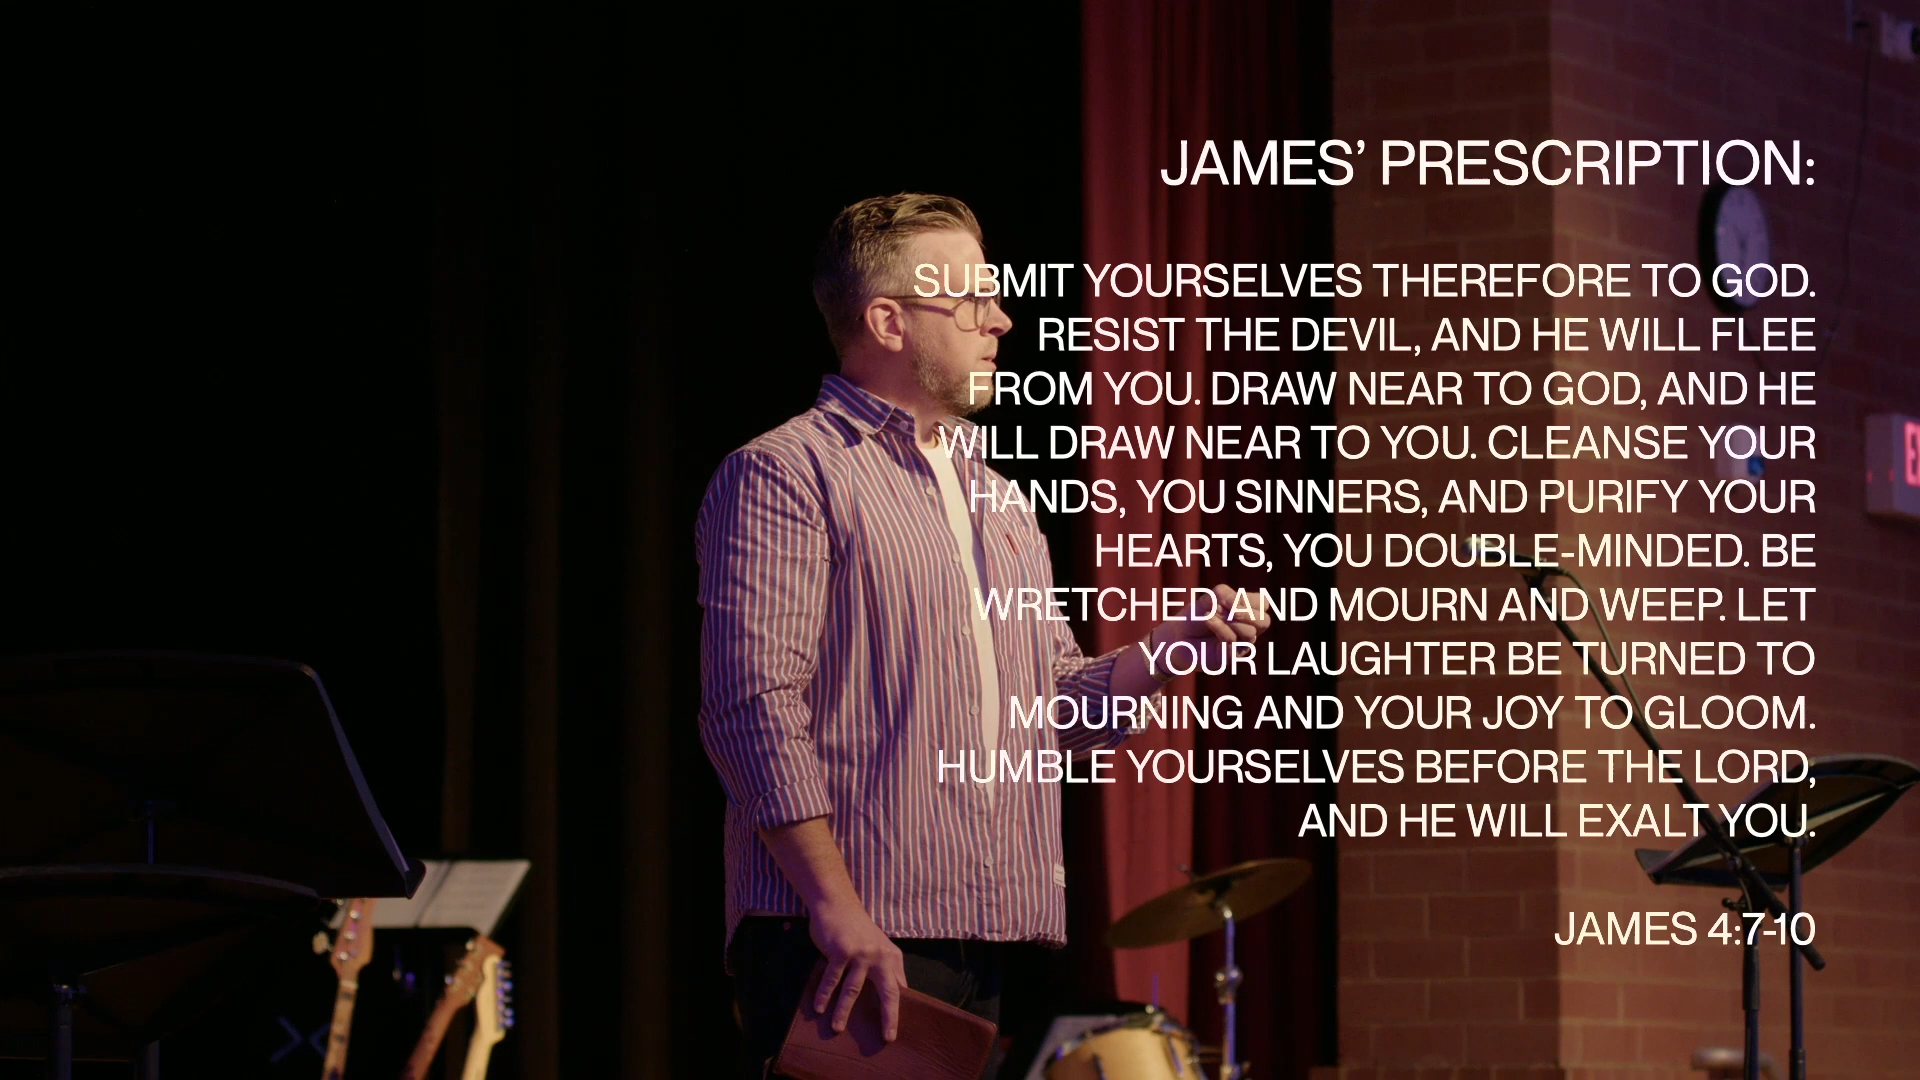 JAMES’ PRESCRIPTION:
SUBMIT YOURSELVES THEREFORE TO GOD.
RESIST THE DEVIL, AND HE WILL FLEE
FROM YOU. DRAW NEAR TO GOD, AND HE
WILL DRAW NEAR TO YOU. CLEANSE YOUR
HANDS, YOU SINNERS, AND PURIFY YOUR
HEARTS, YOU DOUBLE-MINDED. BE
WRETCHED AND MOURN AND WEEP. LET
YOUR LAUGHTER BE TURNED TO
MOURNING AND YOUR JOY TO GLOOM.
HUMBLE YOURSELVES BEFORE THE LORD,
AND HE WILL EXALT YOU.
JAMES 4:7-10